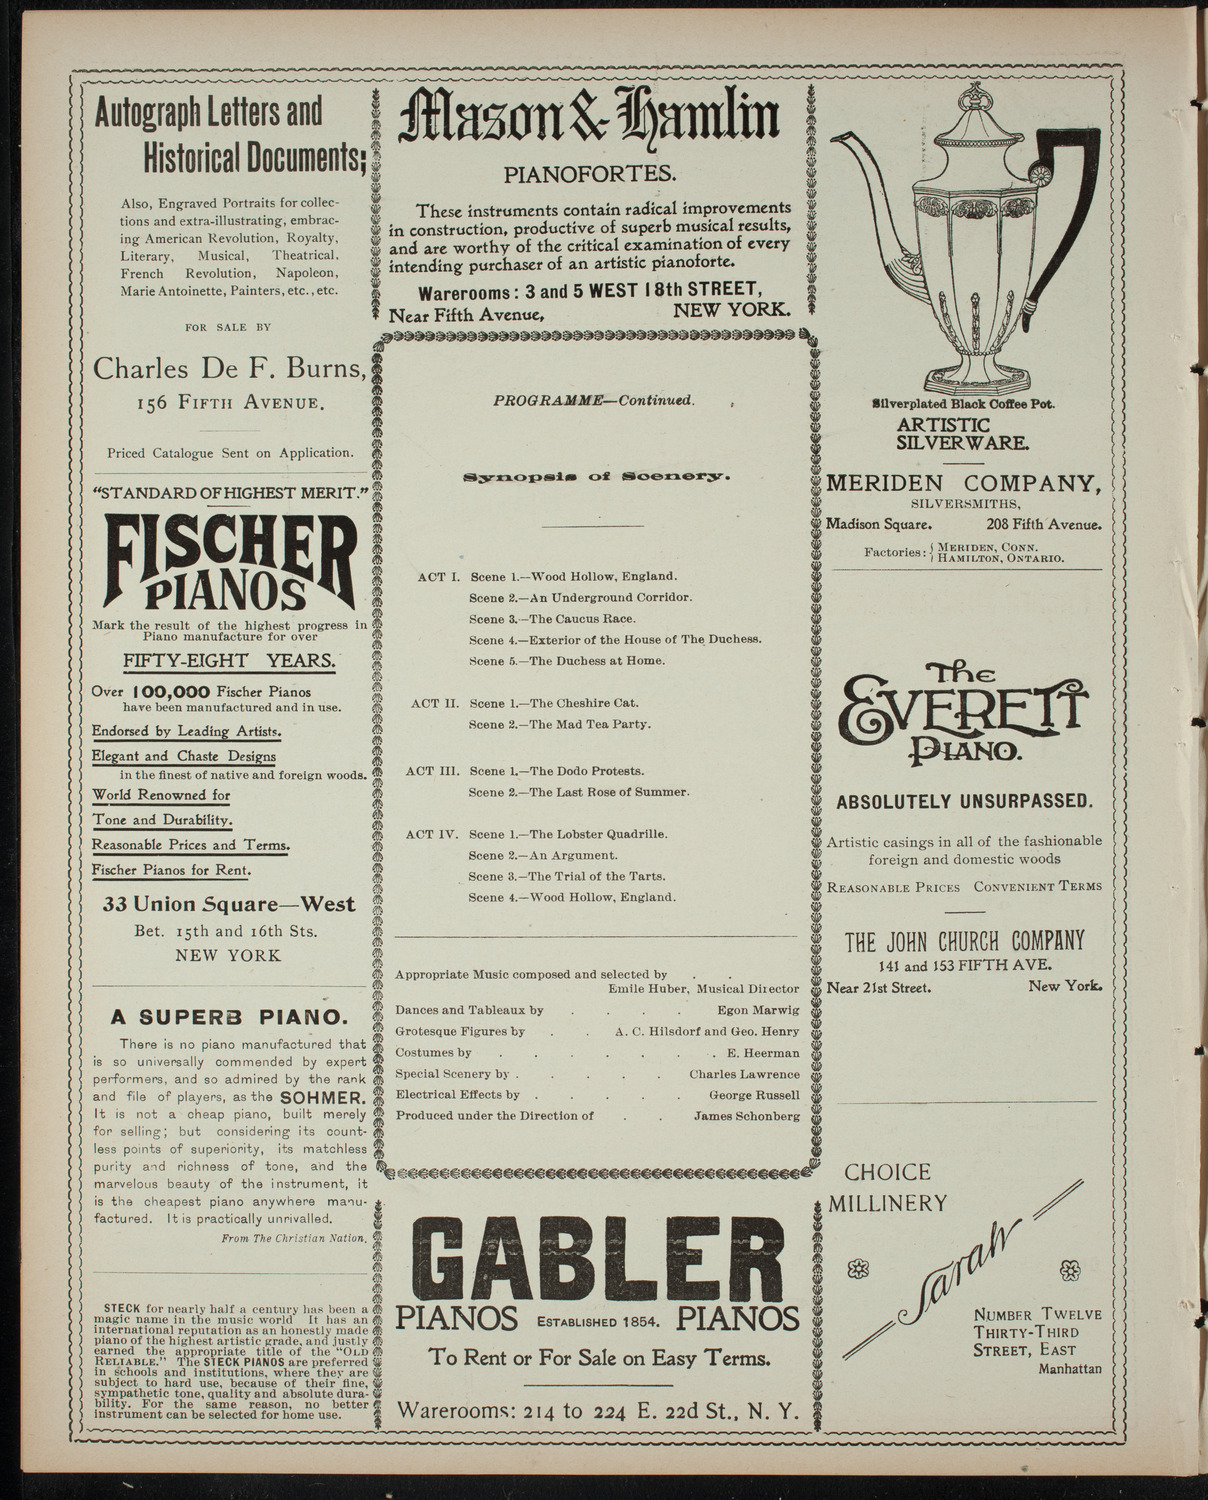 Autograph Letters and
Historical Documents;
Also, Engraved Portraits for collec-
tions and extra-illustrating, embrac-
ing American Revolution, Royalty,
Literary, Musical, Theatrical,
French Revolution, Napoleon,
Marie Antoinette, Painters, etc., etc.
FOR SALE BY
Charles De F. Burns,
156 FIFTH AVENUE.
Priced Catalogue Sent on Application.
"STANDARD OF HIGHEST MERIT."
FISCHER
PIANOS
Mark the result of the highest progress in
Piano manufacture for over
FIFTY-EIGHT YEARS.
Over 100,000 Fischer Pianos
have been manufactured and in use.
Endorsed by Leading Artists.
Elegant and Chaste Designs
in the finest of native and foreign woods.
World Renowned for
Tone and Durability.
Reasonable Prices and Terms.
Fischer Pianos for Rent.
33 Union Square—West
Bet. 15th and 16th Sts.
NEW YORK
A SUPERB PIANO.
There is no piano manufactured that
is so universally commended by expert
performers, and so admired by the rank
and file of players, as the SOHMER.
It is not a cheap piano, built merely
for selling; but considering its count-
less points of superiority, its matchless
purity and richness of tone, and the
marvelous beauty of the instrument, it
is the cheapest piano anywhere manu-
factured. It is practically unrivalled.
From The Christian Nation.
STECK for nearly half a century has been a
magic name in the music world It has an
international reputation as an honestly made
piano of the highest artistic grade, and justly
earned the appropriate title of the "OLD
RELIABLE." The STECK PIANOS are preferred
in schools and institutions, where they are
subject to hard use, because of their fine,
sympathetic tone, quality and absolute dura-
bility. For the same reason, no better
instrument can be selected for home use.
Mason & Hamlin
PIANOFORTES.
These instruments contain radical improvements
in construction, productive of superb musical results,
and are worthy of the critical examination of every
intending purchaser of an artistic pianoforte.
Warerooms: 3 and 5 WEST 18th STREET,
Near Fifth Avenue, NEW YORK.
PROGRAMME—Continued.
Synopsis of Scenery.
ACT I. Scene 1.—Wood Hollow, England.
Scene 2.—An Underground Corridor.
Scene 3.—The Caucus Race.
Scene 4.—Exterior of the House of The Duchess.
Scene 5.—The Duchess at Home.
ACT II. Scene 1.—The Cheshire Cat.
Scene 2.—The Mad Tea Party.
ACT III. Scene 1.—The Dodo Protests.
Scene 2.—The Last Rose of Summer.
ACT IV. Scene 1.—The Lobster Quadrille.
Scene 2.—An Argument.
Scene 3.—The Trial of the Tarts.
Scene 4.—Wood Hollow, England.
Appropriate Music composed and selected by . .
Emile Huber, Musical Director
Dances and Tableaux by . . . . Egon Marwig
Grotesque Figures by . . A. C. Hilsdorf and Geo. Henry
Costumes by . . . . . . . E. Heerman
Special Scenery by . . . . . Charles Lawrence
Electrical Effects by . . . . . George Russell
Produced under the Direction of . . James Schonberg
GABLER
PIANOS ESTABLISHED 1854. PIANOS
To Rent or For Sale on Easy Terms.
Warerooms: 214 to 224 E. 22d St., N. Y.
Silverplated Black Coffee Pot.
ARTISTIC
SILVERWARE.
MERIDEN COMPANY,
SILVERSMITHS,
Madison Square. 208 Fifth Avenue.
Factories: { MERIDEN, CONN.
HAMILTON, ONTARIO.
The
EVERETT
PIANO.
ABSOLUTELY UNSURPASSED.
Artistic casings in all of the fashionable
foreign and domestic woods
REASONABLE PRICES CONVENIENT TERMS
THE JOHN CHURCH COMPANY
141 and 153 FIFTH AVE.
Near 21st Street. New York.
CHOICE
MILLINERY
Sarah
NUMBER TWELVE
THIRTY-THIRD
STREET, EAST
Manhattan